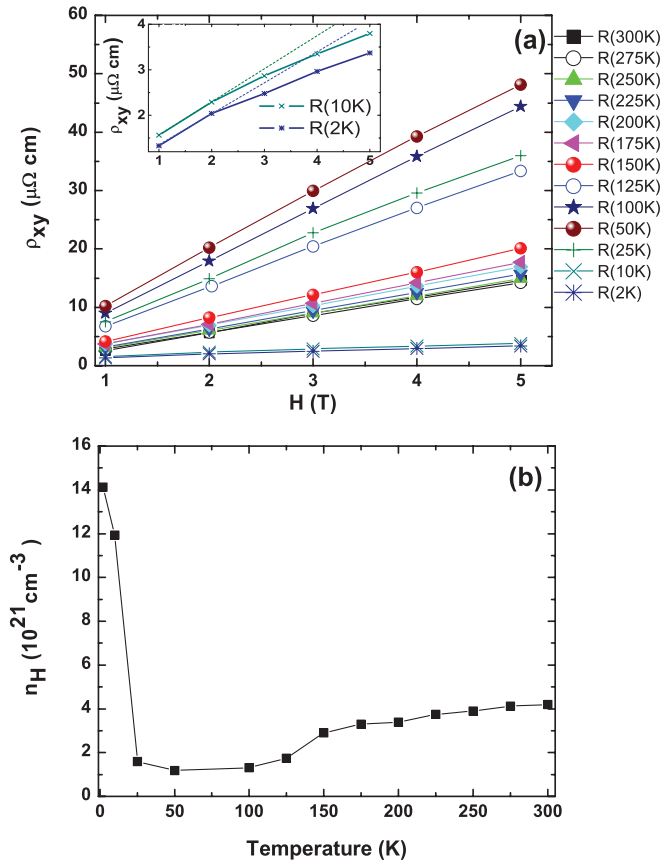 (a)
60
50
40
30
20
10
0
ρxy (μΩ cm)
1 2 3 4 5
H (T)
4
3
2
ρxy (μΩ cm)
1 2 3 4 5
R(10K)
R(2K)
R(300K)
R(275K)
R(250K)
R(225K)
R(200K)
R(175K)
R(150K)
R(125K)
R(100K)
R(50K)
R(25K)
R(10K)
R(2K)
(b)
16
14
12
10
8
6
4
2
0
nH (10^21 cm^-3)
0 50 100 150 200 250 300
Temperature (K)